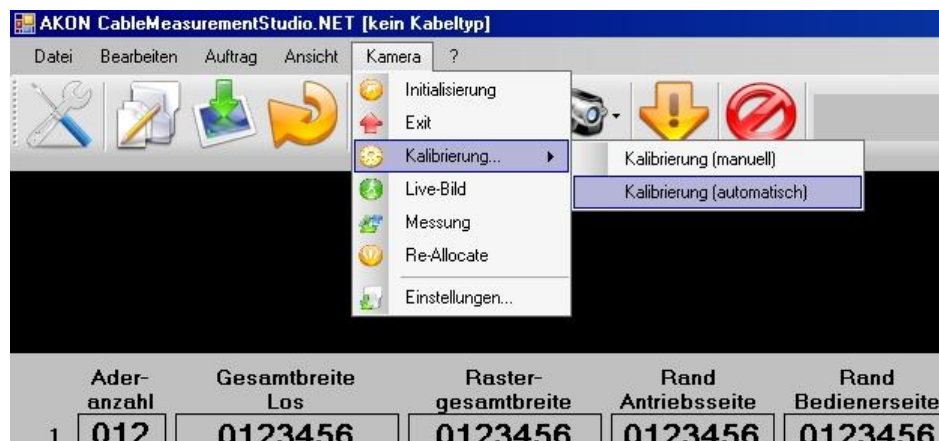 AKON CableMeasurementStudio.NET [kein Kabeltyp]
Datei Bearbeiten Auftrag Ansicht Kamera ?
Initialisierung
Exit
Kalibrierung...
Kalibrierung (manuell)
Kalibrierung (automatisch)
Live-Bild
Messung
Re-Allocate
Einstellungen...
Ader- Gesamtbreite Raster- Rand Rand
anzahl Los gesamtbreite Antriebsseite Bedienerseite
1 012 0123456 0123456 0123456 0123456